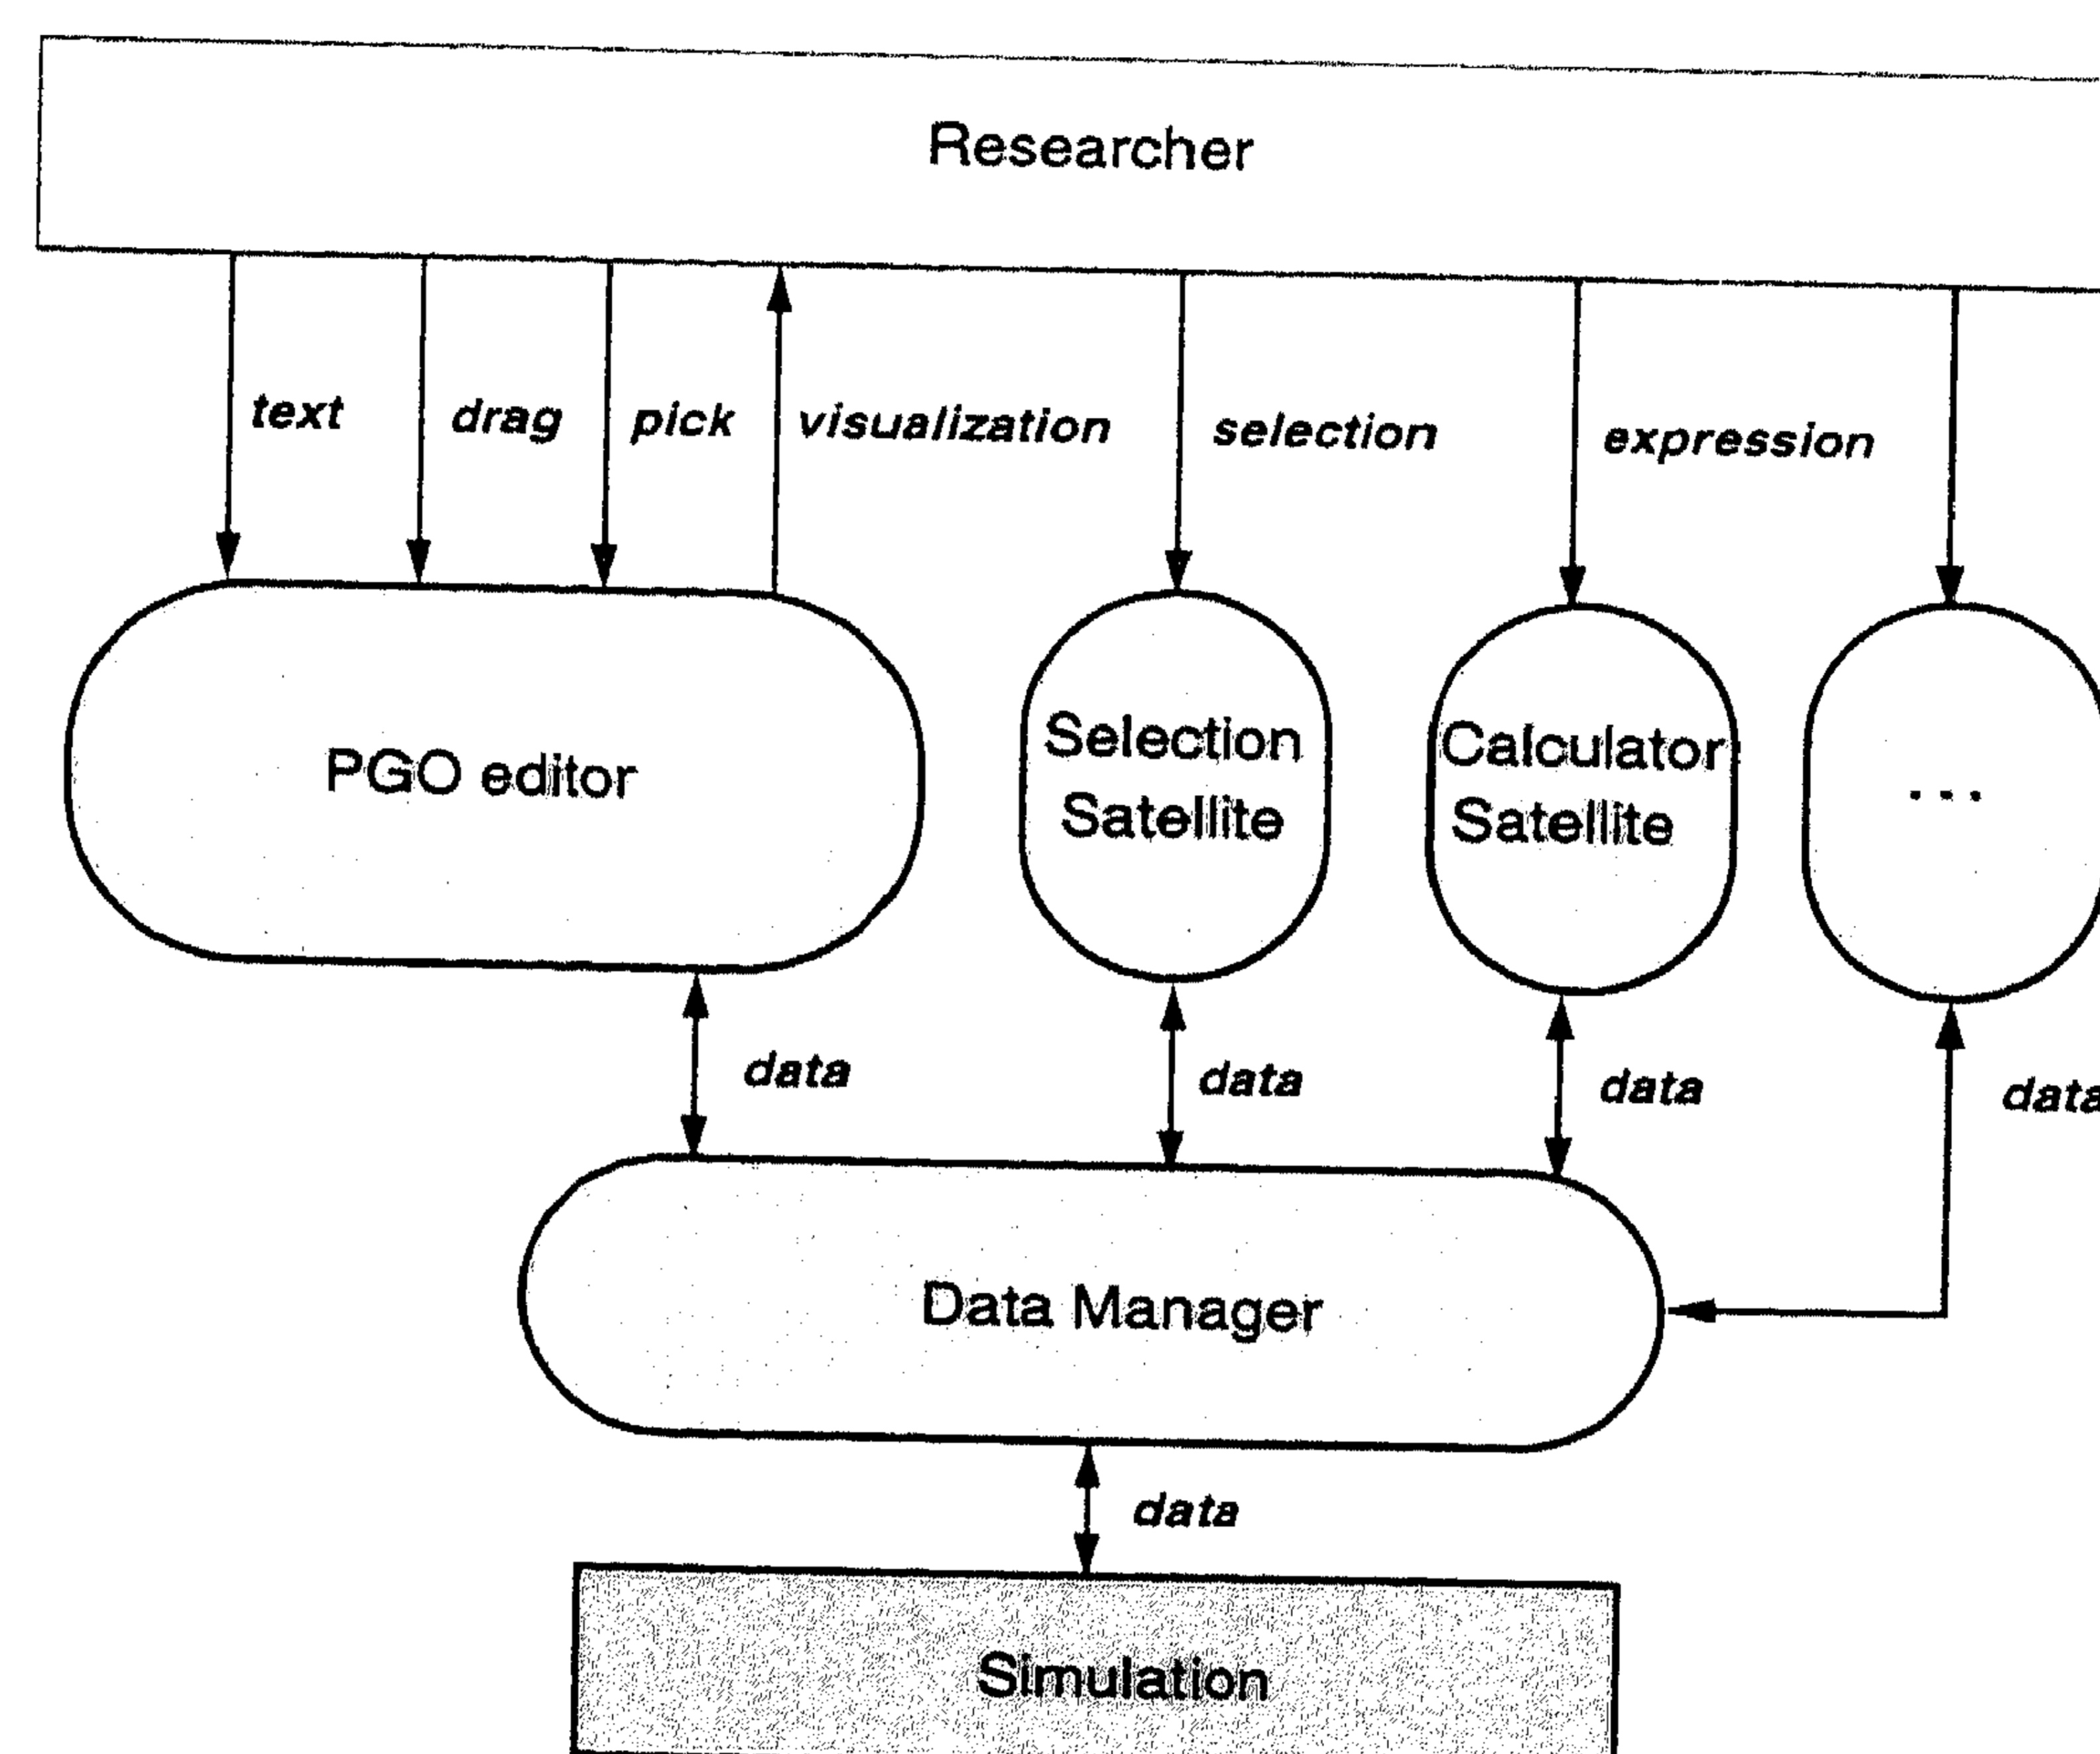 Researcher
text drag pick visualization selection expression
PGO editor
Selection
Satellite
Calculator
Satellite
...
data data data data
Data Manager
data
Simulation